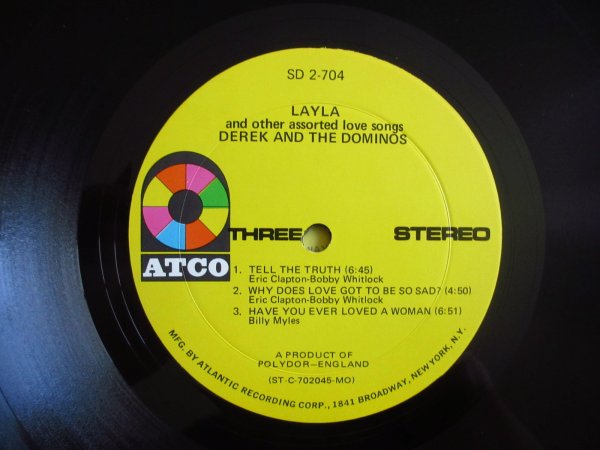 SD 2-704
LAYLA
and other assorted love songs
DEREK AND THE DOMINOS
THREE
STEREO
ATCO
1. TELL THE TRUTH (6:45)
Eric Clapton-Bobby Whitlock
2. WHY DOES LOVE GOT TO BE SO SAD? (4:50)
Eric Clapton-Bobby Whitlock
3. HAVE YOU EVER LOVED A WOMAN (6:51)
Billy Myles
A PRODUCT OF
POLYDOR—ENGLAND
(ST-C-702045-MO)
MFG. BY ATLANTIC RECORDING CORP., 1841 BROADWAY, NEW YORK, N.Y.